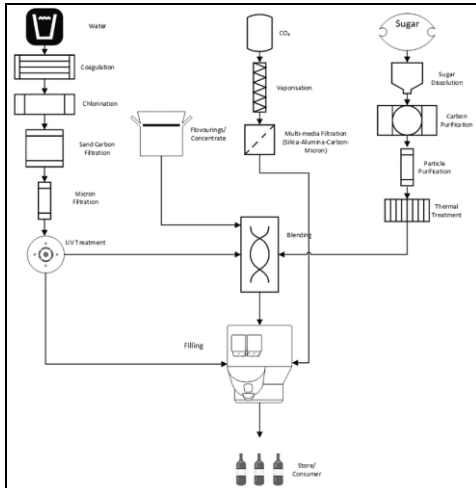 Water
Coagulation
Chlorination
Sand Carbon
Filtration
Micron
Filtration
UV Treatment
Flovourings/
Concentrate
CO₂
Vaporisation
Multi-media Filtration
(Silica-Alumina-Carbon-
Micron)
Sugar
Sugar
Dissolution
Carbon
Purification
Particle
Purification
Thermal
Treatment
Blending
Filling
Store/
Consumer